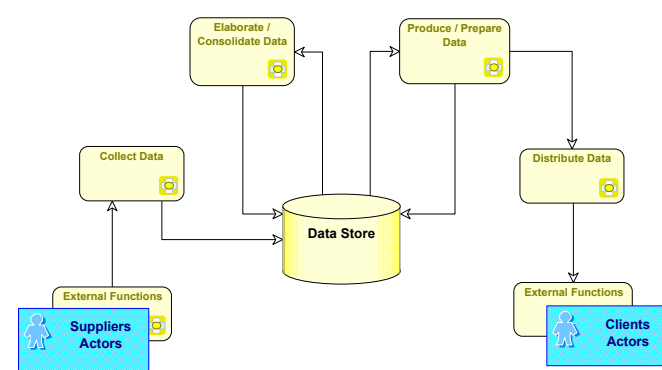 Elaborate /
Consolidate Data
Produce / Prepare
Data
Collect Data
Distribute Data
Data Store
External Functions
Suppliers
Actors
External Functions
Clients
Actors